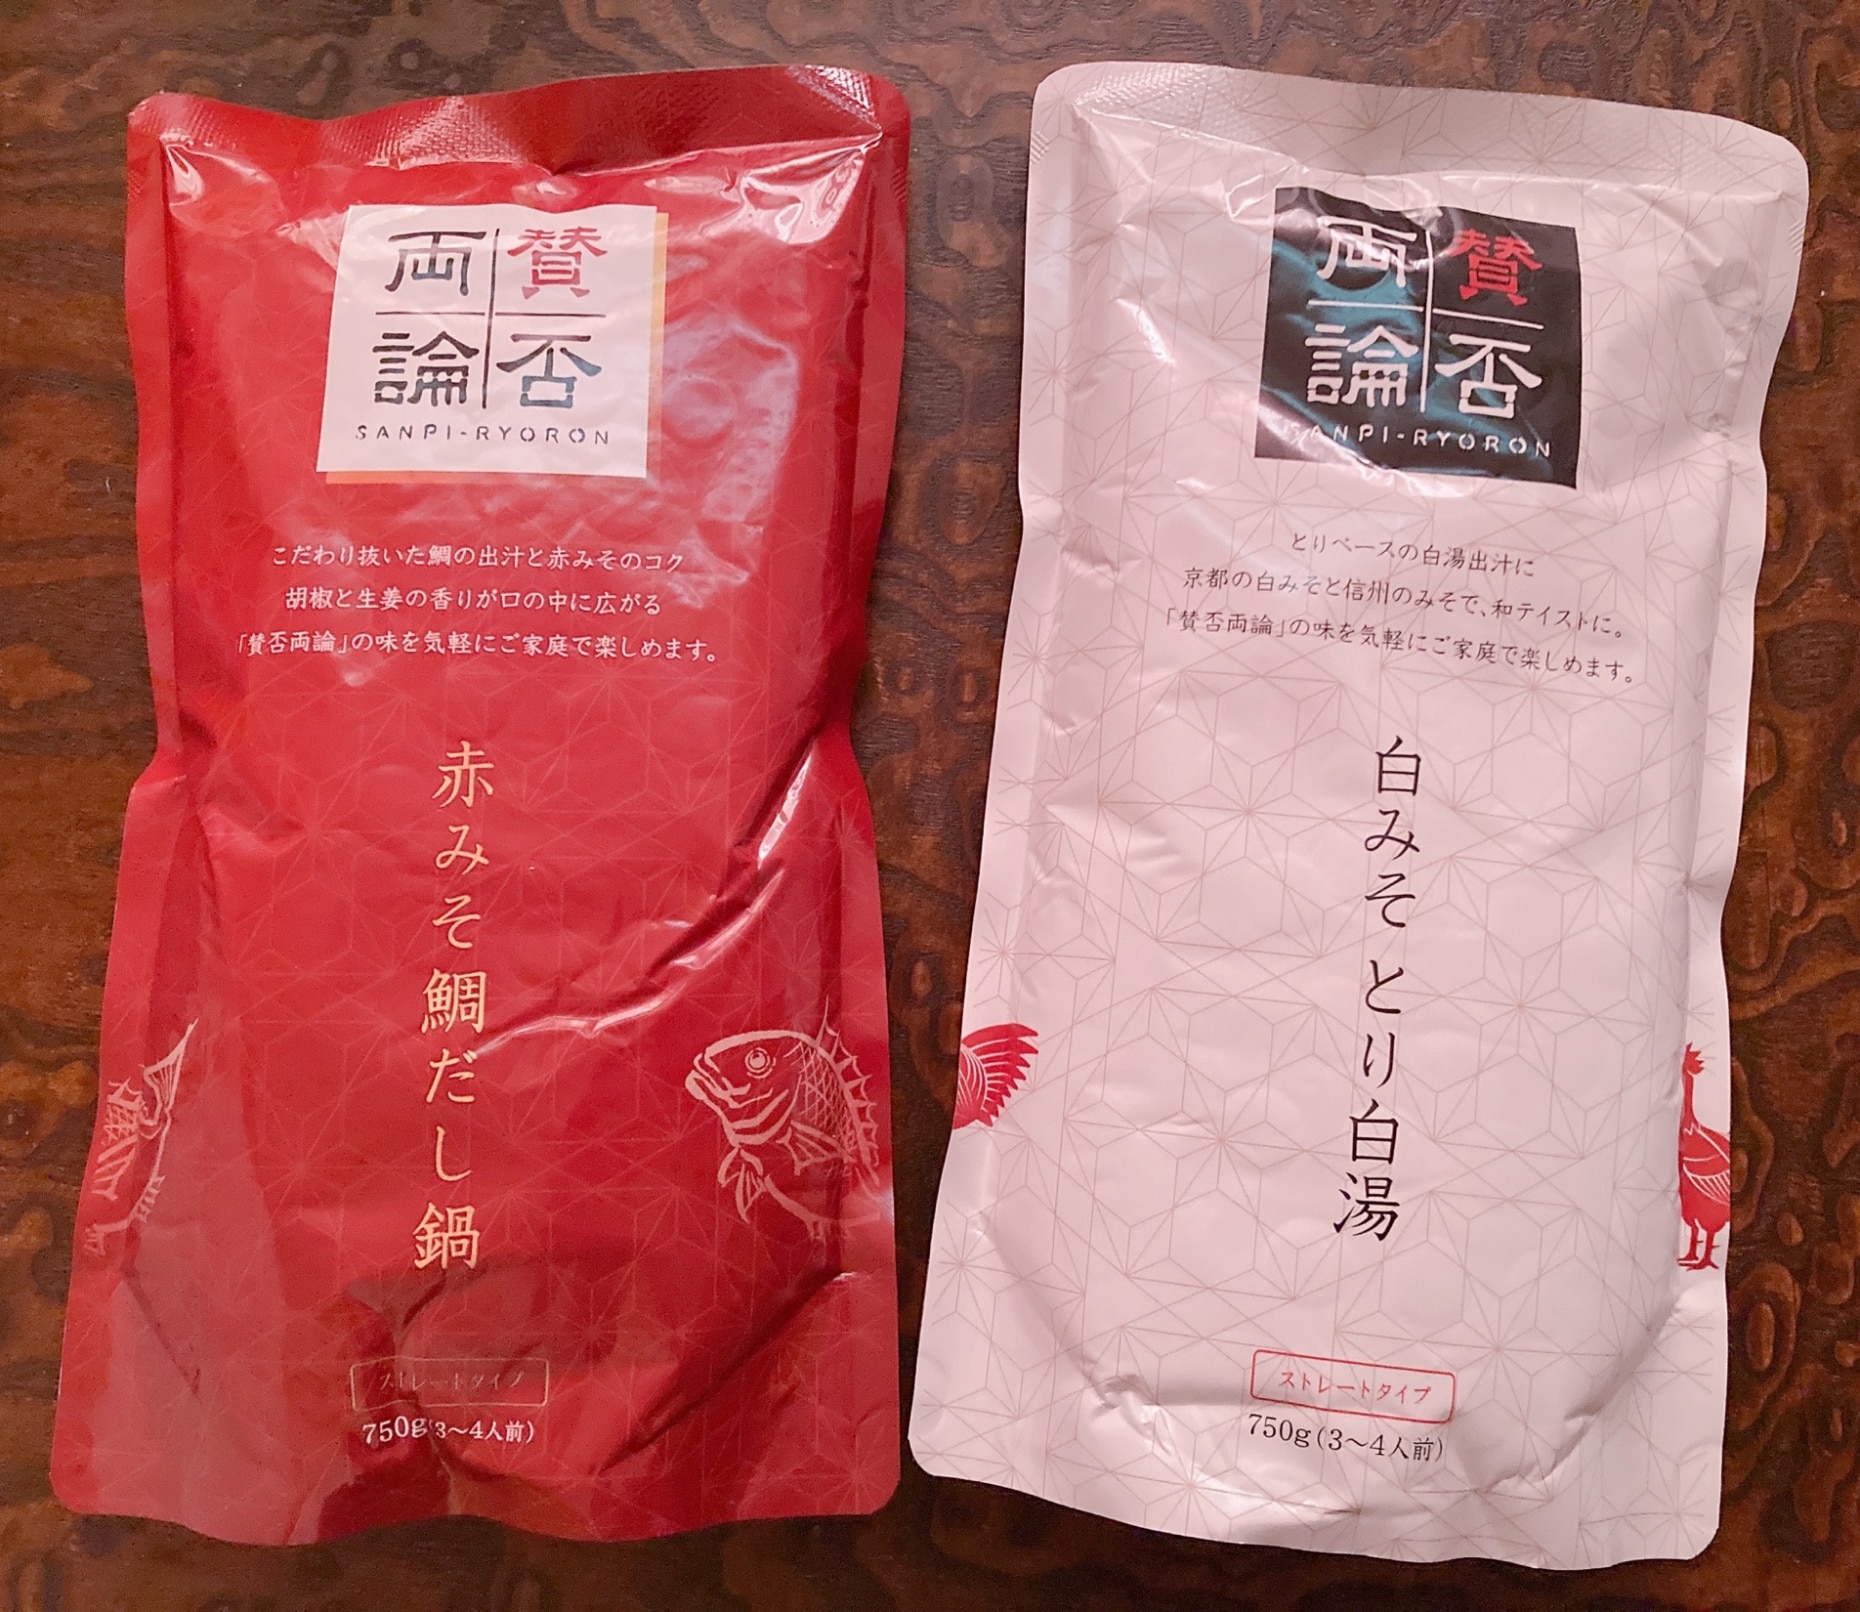 賛否
両論
SANPI-RYORON
こだわり抜いた鯛の出汁と赤みそのコク
胡椒と生姜の香りが口の中に広がる
「賛否両論」の味を気軽にご家庭で楽しめます。
赤みそ鯛だし鍋
ストレートタイプ
750g(3〜4人前)
賛否
両論
SANPI-RYORON
とりベースの白湯出汁に
京都の白みそと信州のみそで、和テイストに。
「賛否両論」の味を気軽にご家庭で楽しめます。
白みそとり白湯
ストレートタイプ
750g(3〜4人前)